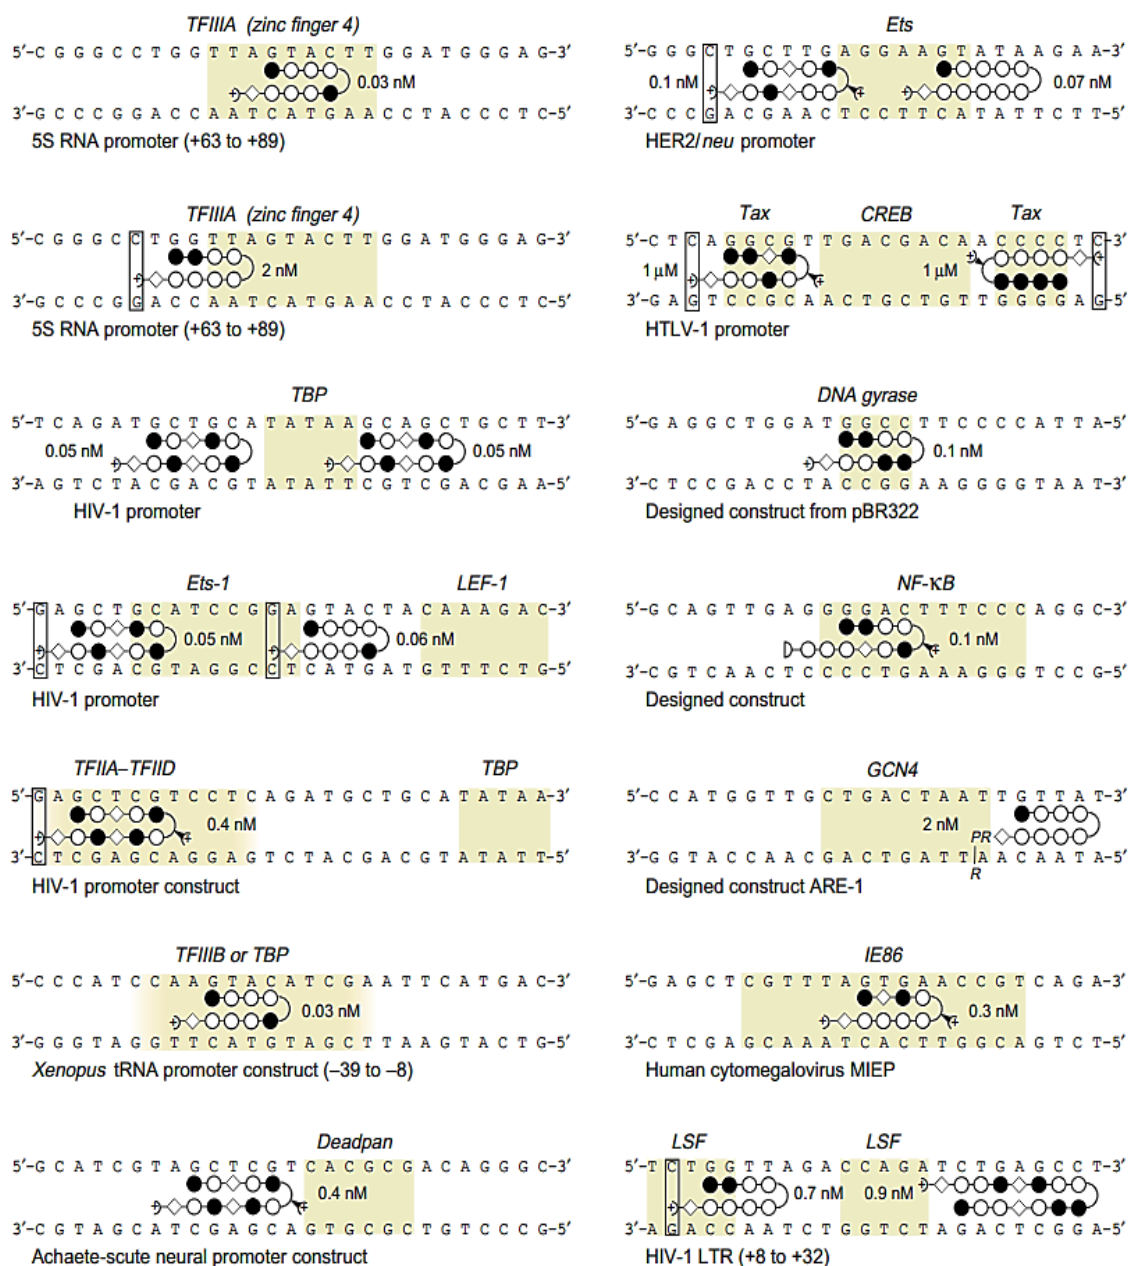 TFIIIA (zinc finger 4)
5′-C G G G C C T G G T T A G T A C T T G G A T G G G A G-3′
0.03 nM
3′-G C C C G G A C C A A T C A T G A A C C T A C C C T C-5′
5S RNA promoter (+63 to +89)
TFIIIA (zinc finger 4)
5′-C G G G C C T G G T T A G T A C T T G G A T G G G A G-3′
2 nM
3′-G C C C G G A C C A A T C A T G A A C C T A C C C T C-5′
5S RNA promoter (+63 to +89)
TBP
5′-T C A G A T G C T G C A T A T A A G C A G C T G C T T-3′
0.05 nM 0.05 nM
3′-A G T C T A C G A C G T A T A T T C G T C G A C G A A-5′
HIV-1 promoter
Ets-1 LEF-1
5′-G A G C T G C A T C C G G A G T A C T A C A A A G A C-3′
0.05 nM 0.06 nM
3′-C T C G A C G T A G G C C T C A T G A T G T T T C T G-5′
HIV-1 promoter
TFIIA–TFIID TBP
5′-G A G C T C G T C C T C A G A T G C T G C A T A T A A-3′
0.4 nM
3′-C T C G A G C A G G A G T C T A C G A C G T A T A T T-5′
HIV-1 promoter construct
TFIIIB or TBP
5′-C C C A T C C A A G T A C A T C G A A T T C A T G A C-3′
0.03 nM
3′-G G G T A G G T T C A T G T A G C T T A A G T A C T G-5′
Xenopus tRNA promoter construct (–39 to –8)
Deadpan
5′-G C A T C G T A G C T C G T C A C G C G A C A G G G C-3′
0.4 nM
3′-C G T A G C A T C G A G C A G T G C G C T G T C C C G-5′
Achaete-scute neural promoter construct
Ets
5′-G G G C T G C T T G A G G A A G T A T A A G A A-3′
0.1 nM 0.07 nM
3′-C C C G A C G A A C T C C T T C A T A T T C T T-5′
HER2/neu promoter
Tax CREB Tax
5′-C T C A G G C G T T G A C G A C A A C C C C T C-3′
1 μM 1 μM
3′-G A G T C C G C A A C T G C T G T T G G G G A G-5′
HTLV-1 promoter
DNA gyrase
5′-G A G G C T G G A T G G C C T T C C C C A T T A-5′
0.1 nM
3′-C T C C G A C C T A C C G G A A G G G G T A A T-3′
Designed construct from pBR322
NF-κB
5′-G C A G T T G A G G G G A C T T T C C C A G G C-3′
0.1 nM
3′-C G T C A A C T C C C C T G A A A G G G T C C G-5′
Designed construct
GCN4
5′-C C A T G G T T G C T G A C T A A T T G T T A T-3′
2 nM PR
3′-G G T A C C A A C G A C T G A T T A A C A A T A-5′
R
Designed construct ARE-1
IE86
5′-G A G C T C G T T T A G T G A A C C G T C A G A-3′
0.3 nM
3′-C T C G A G C A A A T C A C T T G G C A G T C T-5′
Human cytomegalovirus MIEP
LSF LSF
5′-T C T G G T T A G A C C A G A T C T G A G C C T-3′
0.7 nM 0.9 nM
3′-A G A C C A A T C T G G T C T A G A C T C G G A-5′
HIV-1 LTR (+8 to +32)